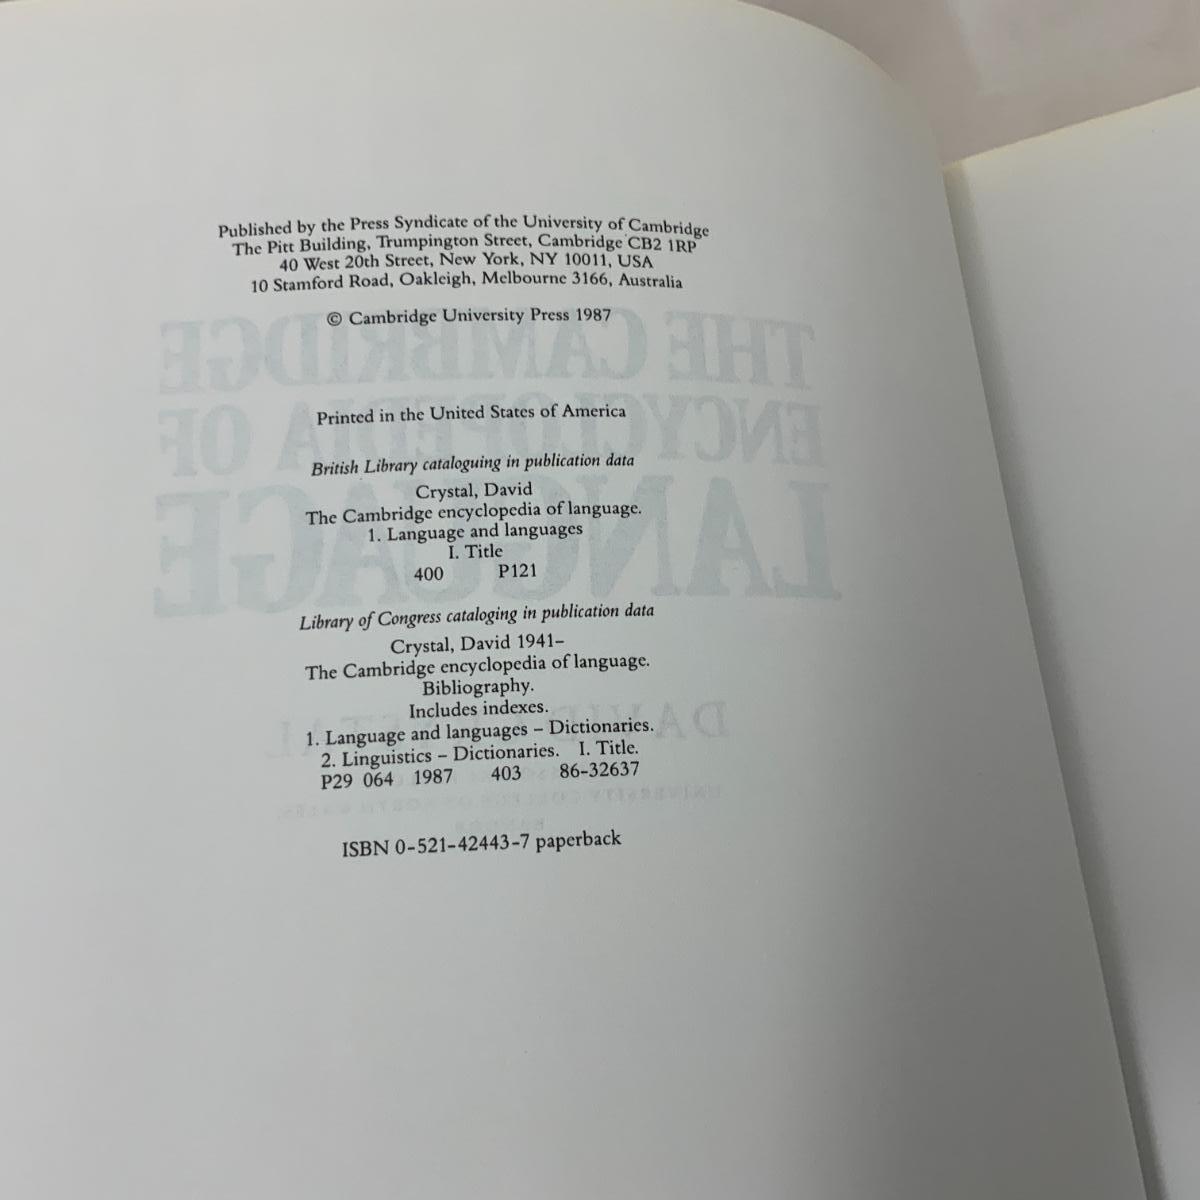 Published by the Press Syndicate of the University of Cambridge
The Pitt Building, Trumpington Street, Cambridge CB2 1RP
40 West 20th Street, New York, NY 10011, USA
10 Stamford Road, Oakleigh, Melbourne 3166, Australia
© Cambridge University Press 1987
THE CAMBRIDGE
ENCYCLOPEDIA OF
LANGUAGE
Printed in the United States of America
British Library cataloguing in publication data
Crystal, David
The Cambridge encyclopedia of language.
1. Language and languages
I. Title
400 P121
Library of Congress cataloging in publication data
Crystal, David 1941–
The Cambridge encyclopedia of language.
Bibliography.
Includes indexes.
1. Language and languages – Dictionaries.
2. Linguistics – Dictionaries. I. Title.
P29 064 1987 403 86-32637
ISBN 0-521-42443-7 paperback